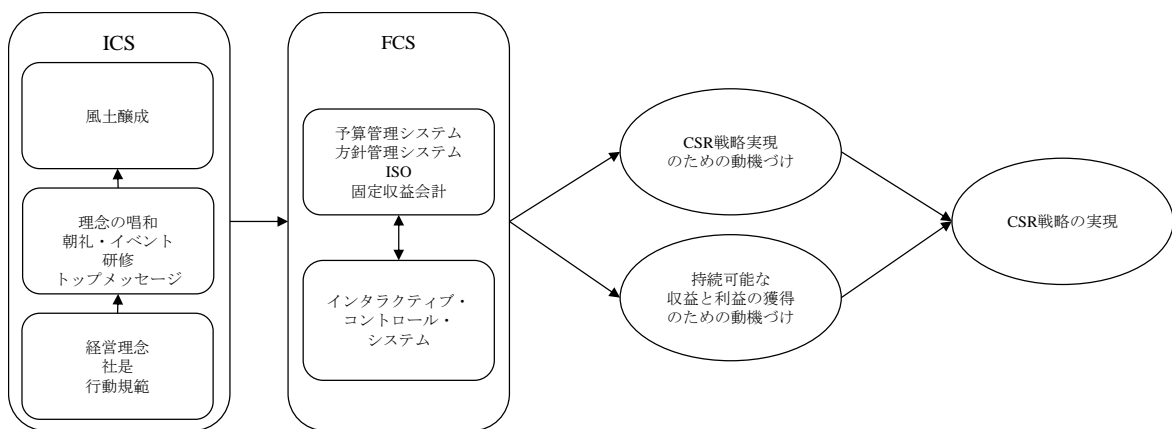 ICS
風土醸成
理念の唱和
朝礼・イベント
研修
トップメッセージ
経営理念
社是
行動規範
FCS
予算管理システム
方針管理システム
ISO
固定収益会計
インタラクティブ・
コントロール・
システム
CSR戦略実現
のための動機づけ
持続可能な
収益と利益の獲得
のための動機づけ
CSR戦略の実現